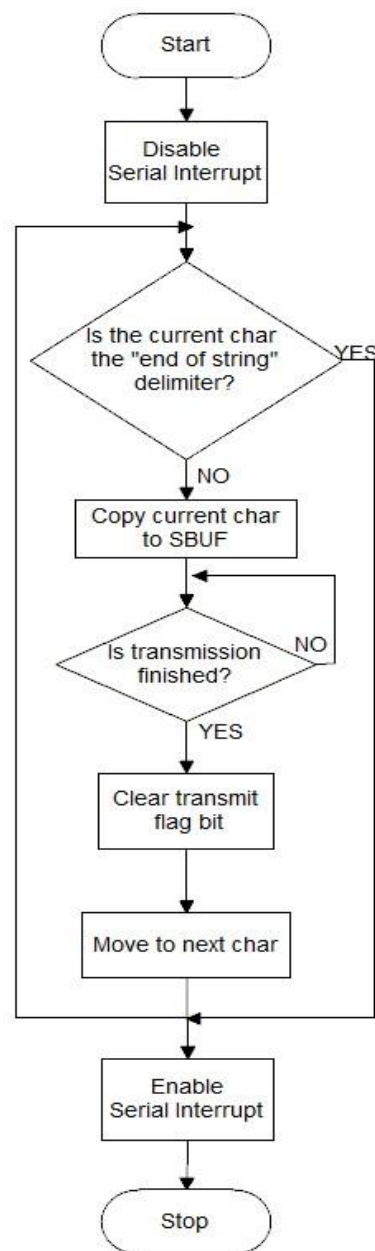 Start
Disable
Serial Interrupt
Is the current char
the "end of string"
delimiter?
YES
NO
Copy current char
to SBUF
Is transmission
finished?
NO
YES
Clear transmit
flag bit
Move to next char
Enable
Serial Interrupt
Stop